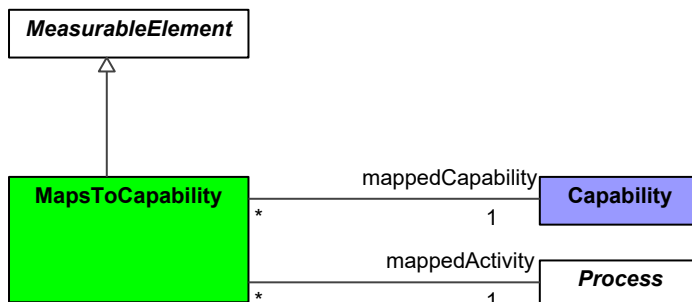 MeasurableElement
MapsToCapability
mappedCapability
Capability
*
1
mappedActivity
Process
*
1